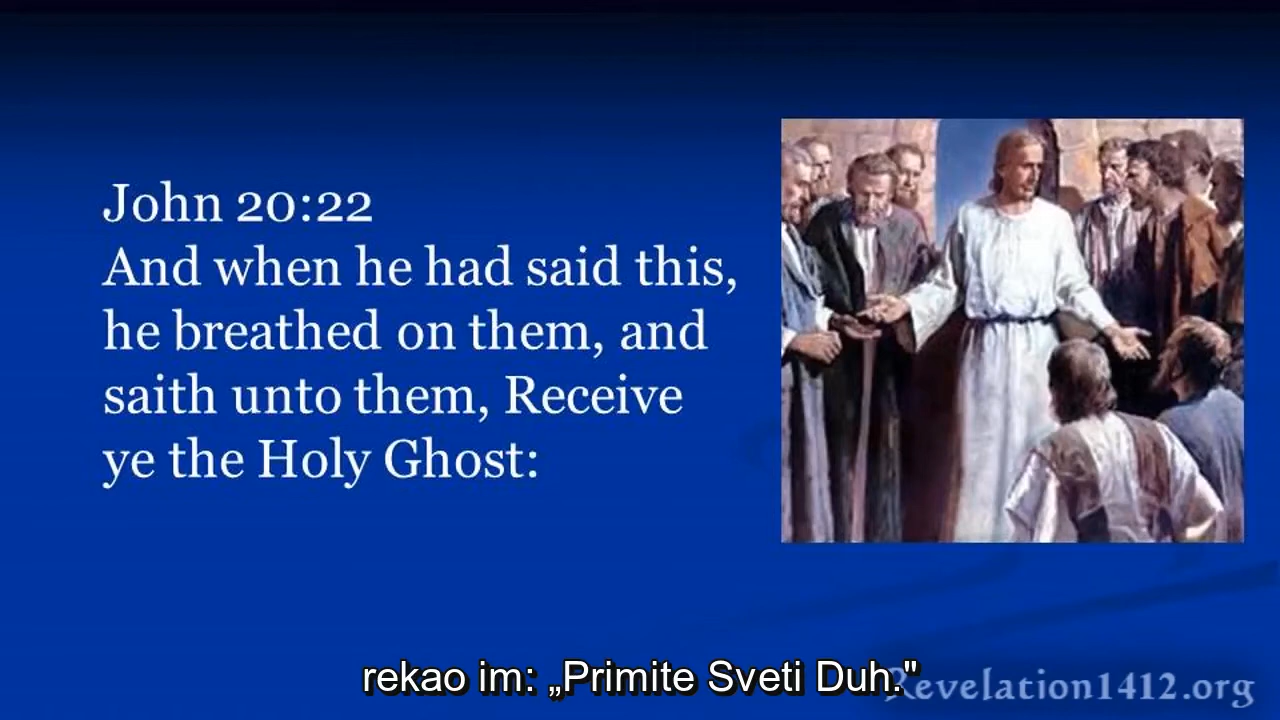 John 20:22
And when he had said this,
he breathed on them, and
saith unto them, Receive
ye the Holy Ghost:
rekao im: „Primite Sveti Duh."
Revelation1412.org